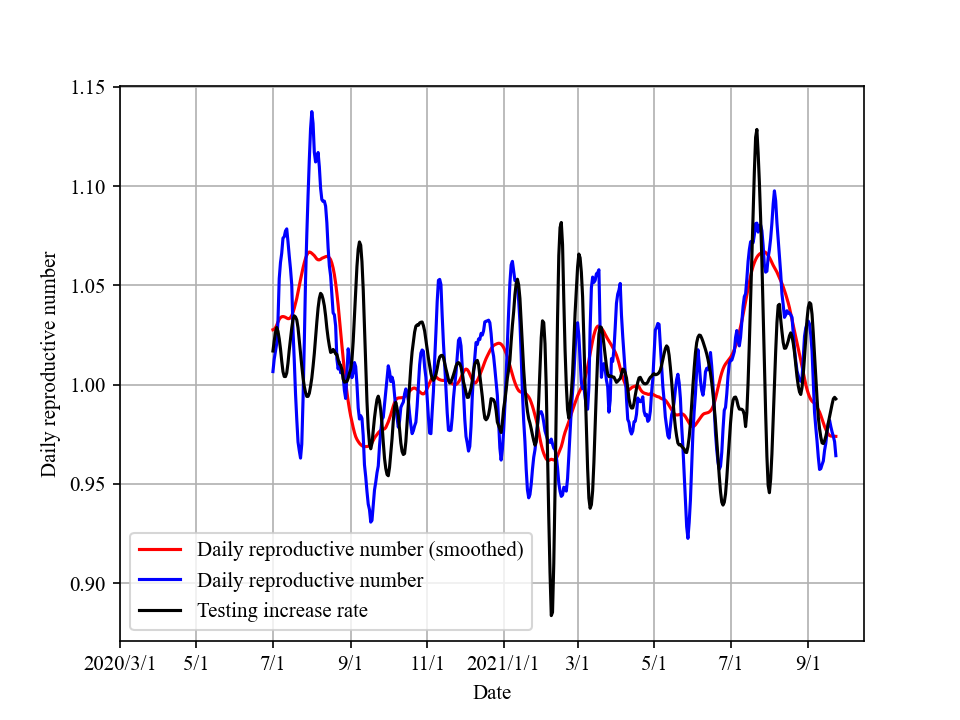 1.15
1.10
1.05
1.00
0.95
0.90
Daily reproductive number
Daily reproductive number (smoothed)
Daily reproductive number
Testing increase rate
2020/3/1 5/1 7/1 9/1 11/1 2021/1/1 3/1 5/1 7/1 9/1
Date